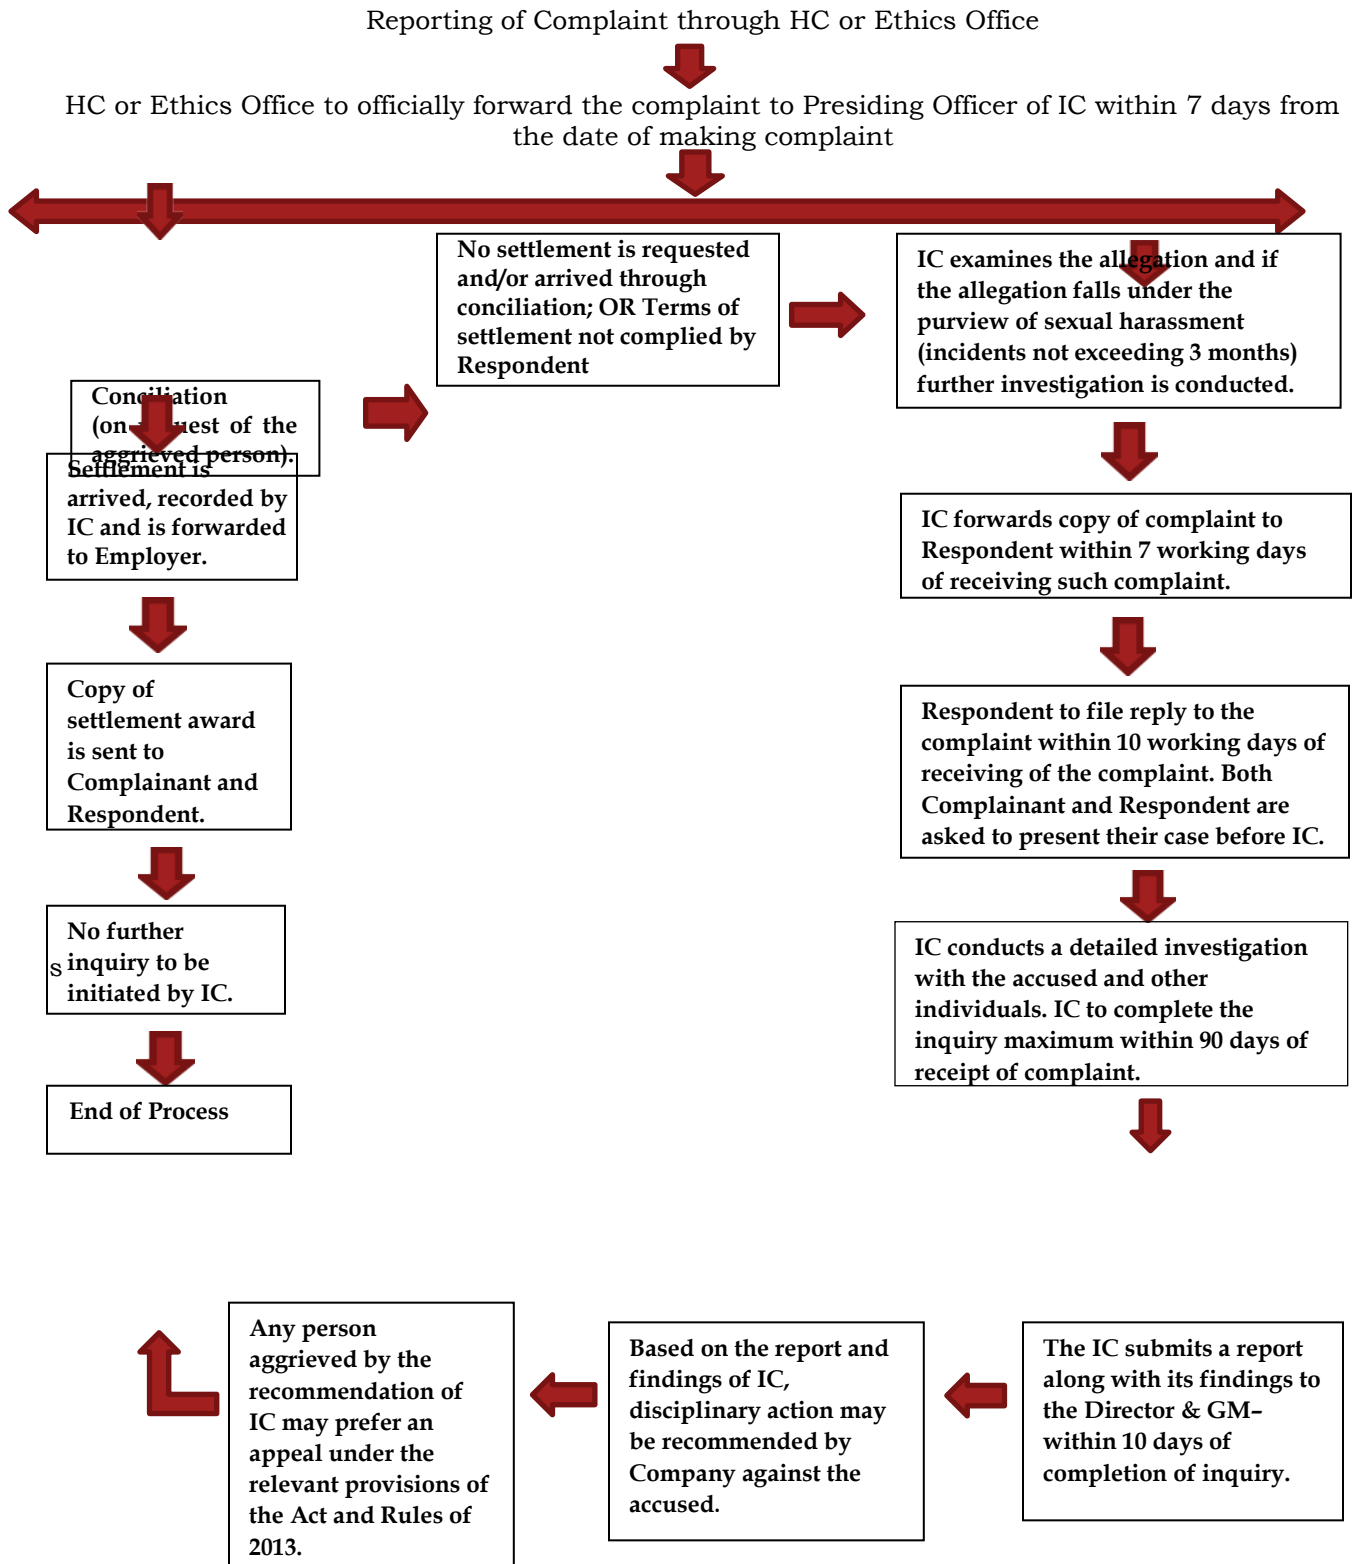 Reporting of Complaint through HC or Ethics Office
HC or Ethics Office to officially forward the complaint to Presiding Officer of IC within 7 days from
the date of making complaint
No settlement is requested
and/or arrived through
conciliation; OR Terms of
settlement not complied by
Respondent
IC examines the allegation and if
the allegation falls under the
purview of sexual harassment
(incidents not exceeding 3 months)
further investigation is conducted.
Conciliation
(on request of the
aggrieved person).
Settlement is
arrived, recorded by
IC and is forwarded
to Employer.
IC forwards copy of complaint to
Respondent within 7 working days
of receiving such complaint.
Copy of
settlement award
is sent to
Complainant and
Respondent.
Respondent to file reply to the
complaint within 10 working days of
receiving of the complaint. Both
Complainant and Respondent are
asked to present their case before IC.
No further
s inquiry to be
initiated by IC.
IC conducts a detailed investigation
with the accused and other
individuals. IC to complete the
inquiry maximum within 90 days of
receipt of complaint.
End of Process
Any person
aggrieved by the
recommendation of
IC may prefer an
appeal under the
relevant provisions of
the Act and Rules of
2013.
Based on the report and
findings of IC,
disciplinary action may
be recommended by
Company against the
accused.
The IC submits a report
along with its findings to
the Director & GM–
within 10 days of
completion of inquiry.